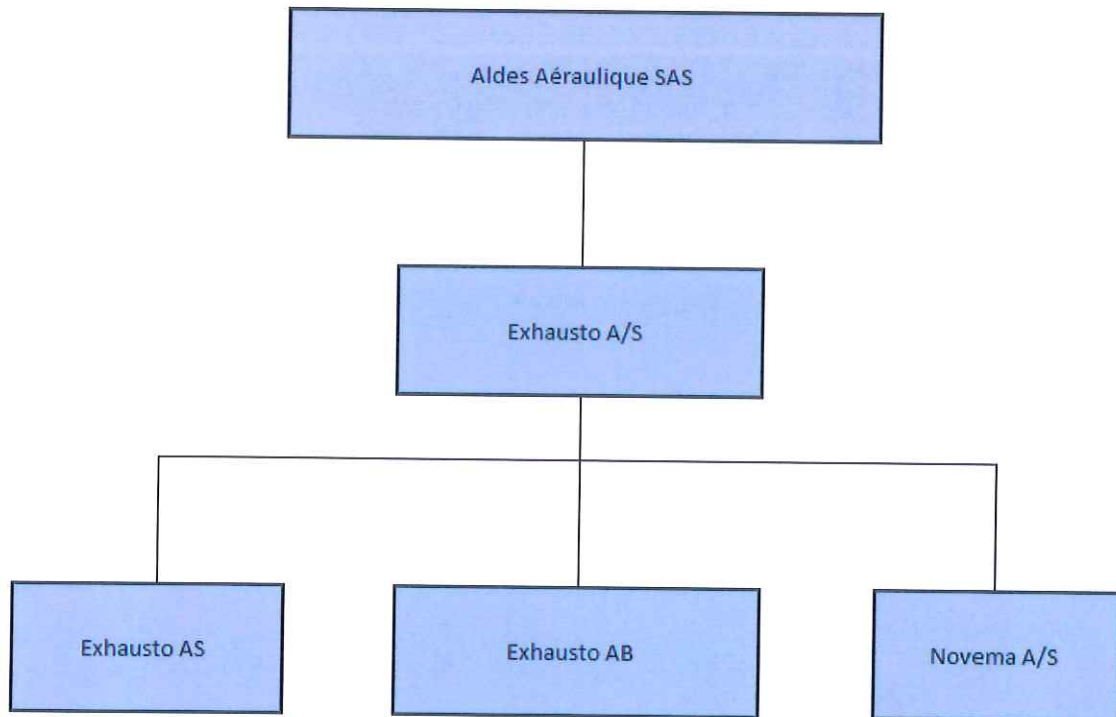 Aldes Aéraulique SAS
Exhausto A/S
Exhausto AS
Exhausto AB
Novema A/S